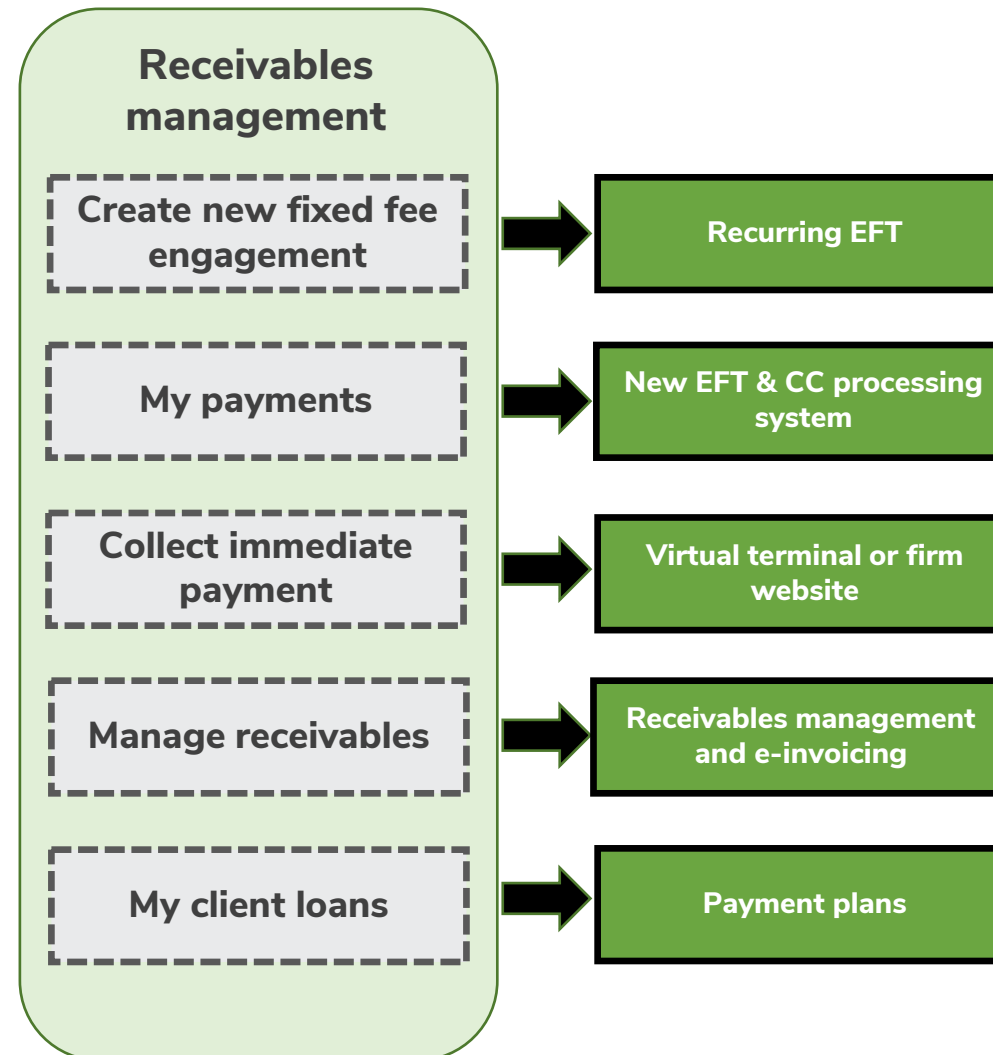 Receivables
management
Create new fixed fee
engagement
Recurring EFT
My payments
New EFT & CC processing
system
Collect immediate
payment
Virtual terminal or firm
website
Manage receivables
Receivables management
and e-invoicing
My client loans
Payment plans